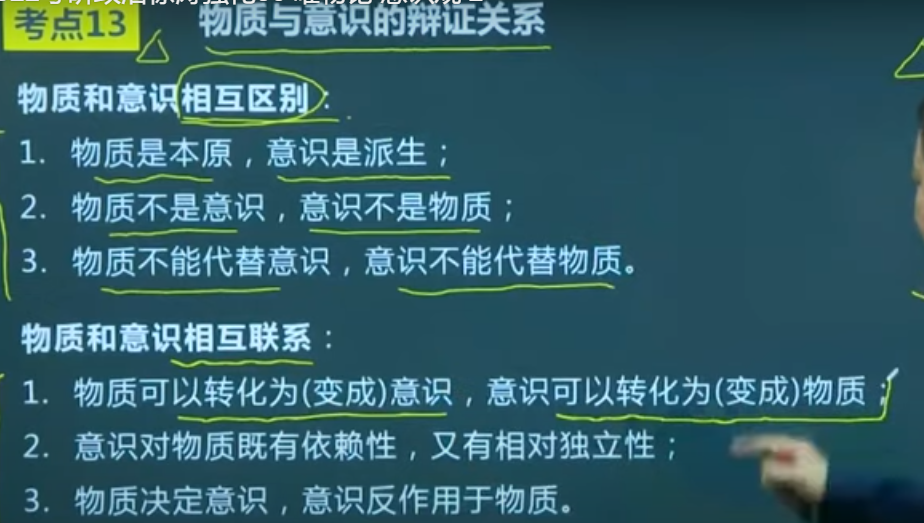 考点13
物质与意识的辩证关系
物质和意识相互区别:
1. 物质是本原,意识是派生;
2. 物质不是意识,意识不是物质;
3. 物质不能代替意识,意识不能代替物质。
物质和意识相互联系:
1. 物质可以转化为(变成)意识,意识可以转化为(变成)物质;
2. 意识对物质既有依赖性,又有相对独立性;
3. 物质决定意识,意识反作用于物质。